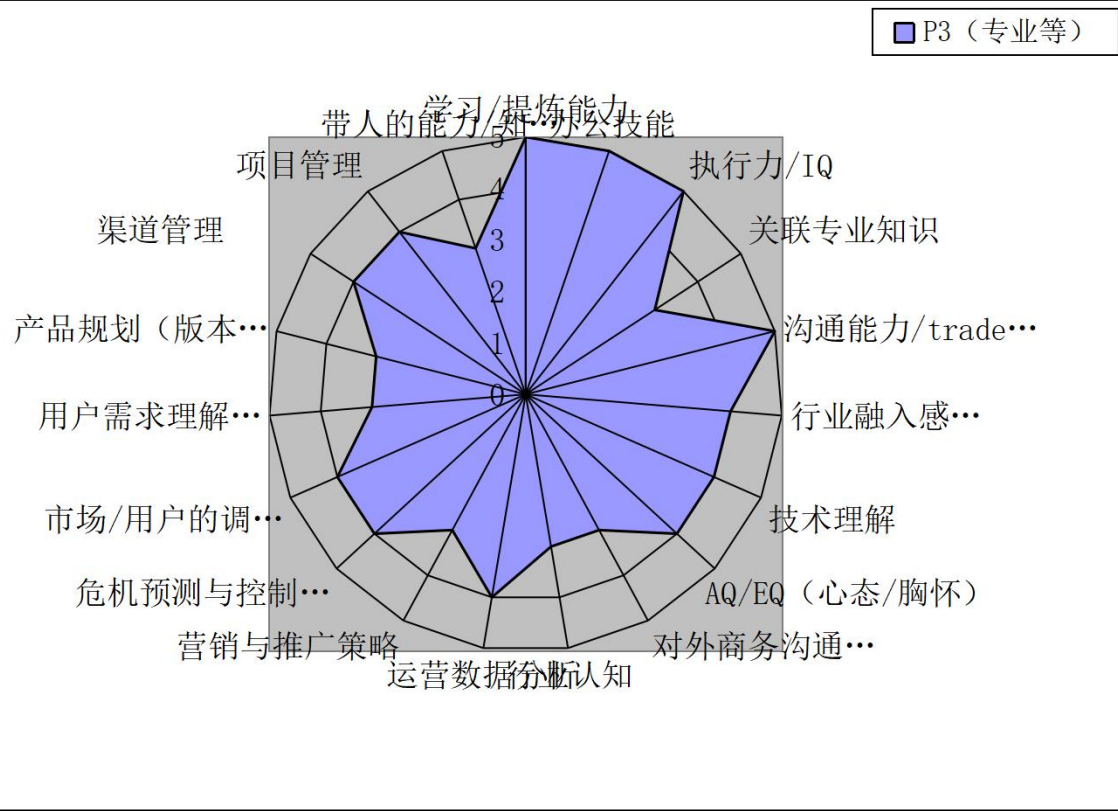 P3（专业等）
学习/提炼能力
带人的能力/知…
办公技能
项目管理
执行力/IQ
渠道管理
关联专业知识
产品规划（版本…
沟通能力/trade…
用户需求理解…
行业融入感…
市场/用户的调…
技术理解
危机预测与控制…
AQ/EQ（心态/胸怀）
营销与推广策略
对外商务沟通…
运营数据分析
行业认知
5
4
3
2
1
0